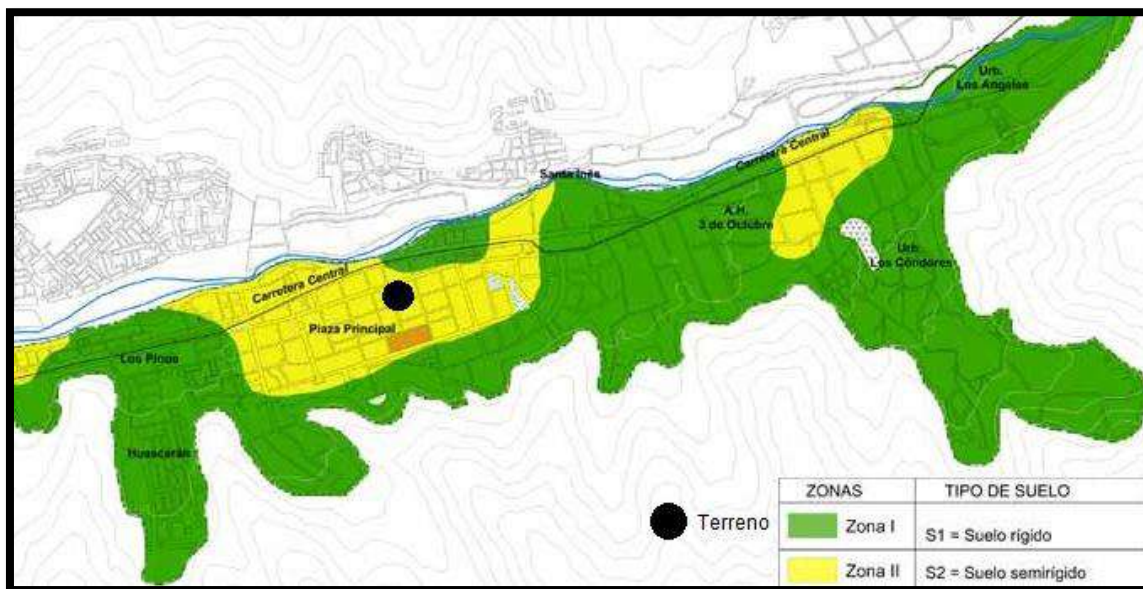 Urb.
Los Angeles
Carretera Central
Santa Inés
A.H.
3 de Octubre
Urb.
Los Cóndores
Carretera Central
Plaza Principal
Los Pinos
Huascarán
Terreno
ZONAS TIPO DE SUELO
Zona I S1 = Suelo rígido
Zona II S2 = Suelo semirígido